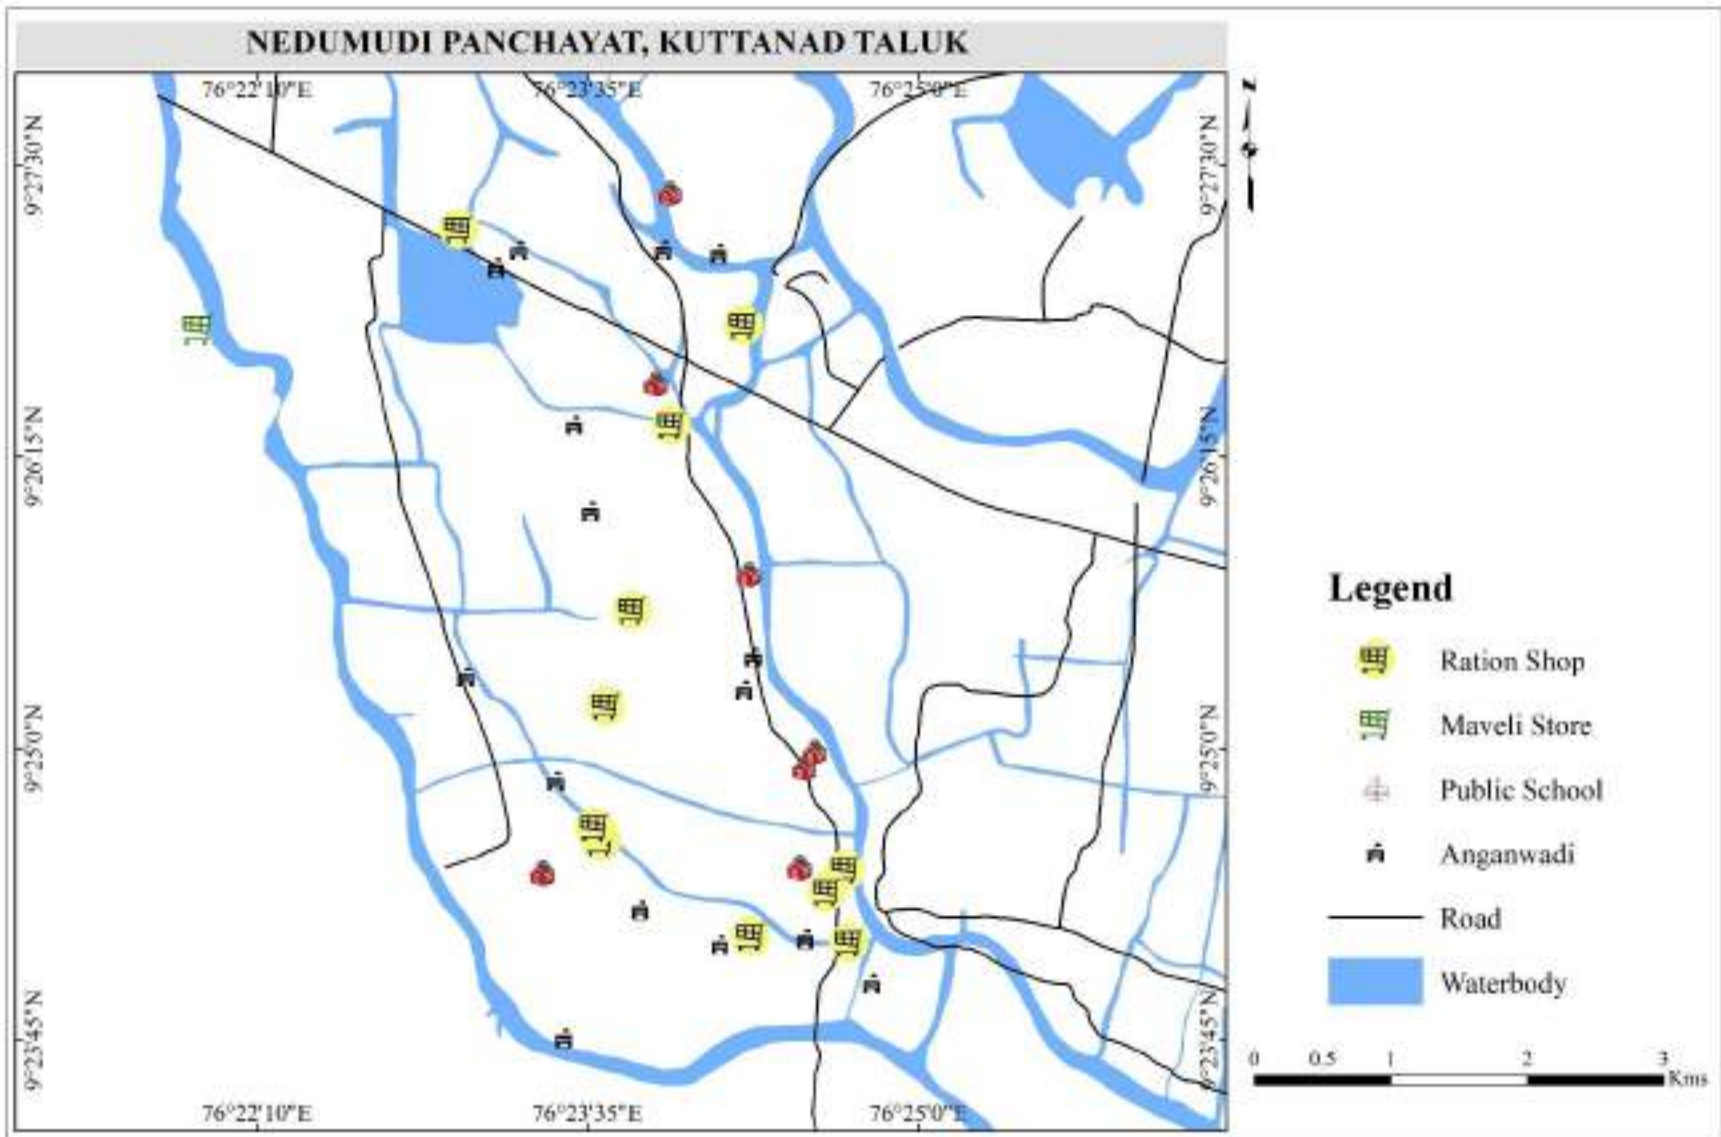 NEDUMUDI PANCHAYAT, KUTTANAD TALUK
76°22'10"E 76°23'35"E 76°25'0"E
N
9°27'30"N 9°27'30"N
9°26'15"N 9°26'15"N
9°25'0"N 9°25'0"N
9°23'45"N 9°23'45"N
76°22'10"E 76°23'35"E 76°25'0"E
Legend
Ration Shop
Maveli Store
Public School
Anganwadi
Road
Waterbody
0 0.5 1 2 3
Kms